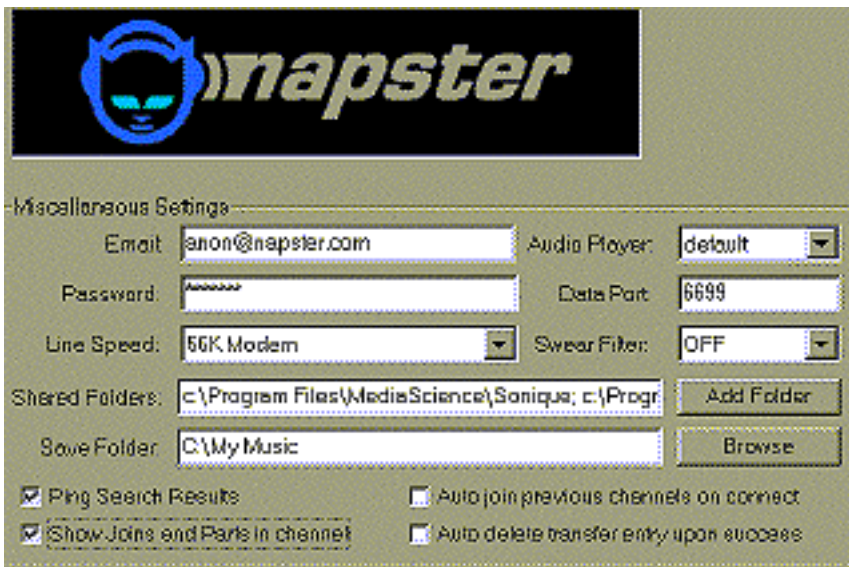 napster
Miscellaneous Settings
Email: anon@napster.com Audio Player: default
Password: ******* Data Port: 6699
Line Speed: 56K Modem Swear Filter: OFF
Shared Folders: c:\Program Files\MediaScience\Sonique; c:\Progr Add Folder
Save Folder: C:\My Music Browse
Ping Search Results Auto join previous channels on connect
Show Joins and Parts in channel Auto delete transfer entry upon success